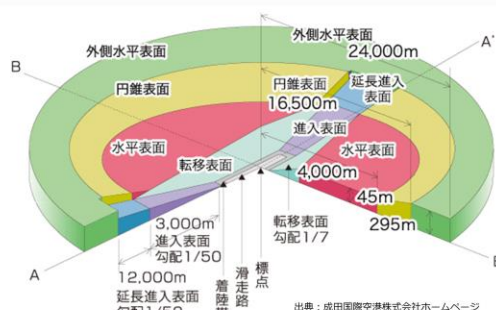 外側水平表面
24,000m
A'
B
外側水平表面
円錐表面
円錐表面
16,500m
延長進入
表面
進入表面
水平表面
水平表面
転移表面
4,000m
45m
295m
3,000m
進入表面
勾配1/50
転移表面
勾配1/7
標点
滑走路
着陸帯
A
12,000m
延長進入表面
勾配1/50
出典：成田国際空港株式会社ホームページ